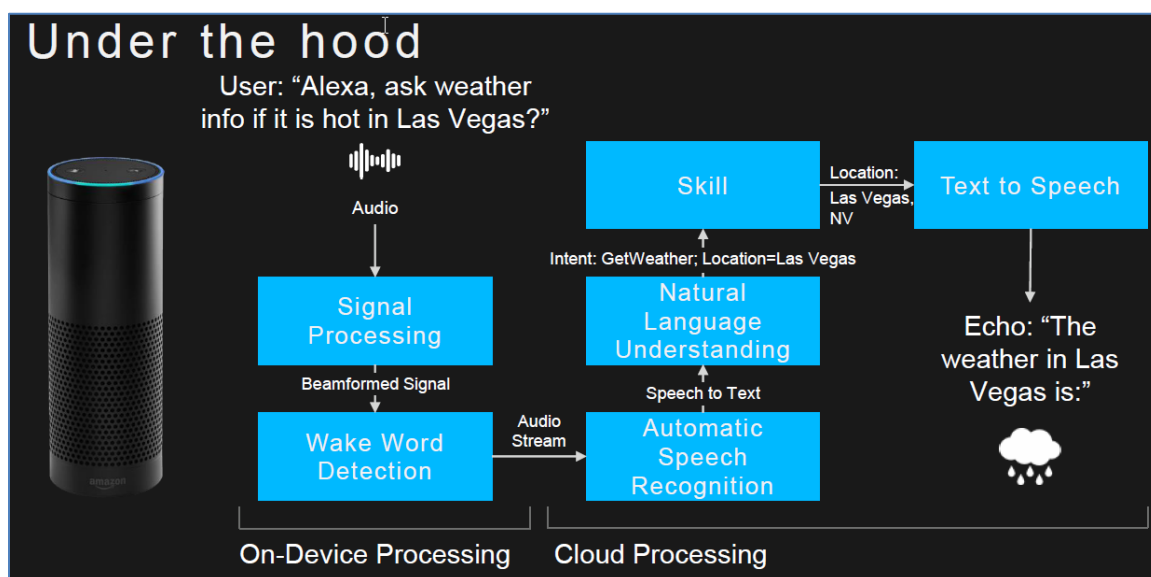 Under the hood
User: “Alexa, ask weather
info if it is hot in Las Vegas?”
Audio
Signal
Processing
Beamformed Signal
Wake Word
Detection
Audio
Stream
Automatic
Speech
Recognition
Speech to Text
Natural
Language
Understanding
Intent: GetWeather; Location=Las Vegas
Skill
Location:
Las Vegas,
NV
Text to Speech
Echo: “The
weather in Las
Vegas is:”
amazon
On-Device Processing
Cloud Processing